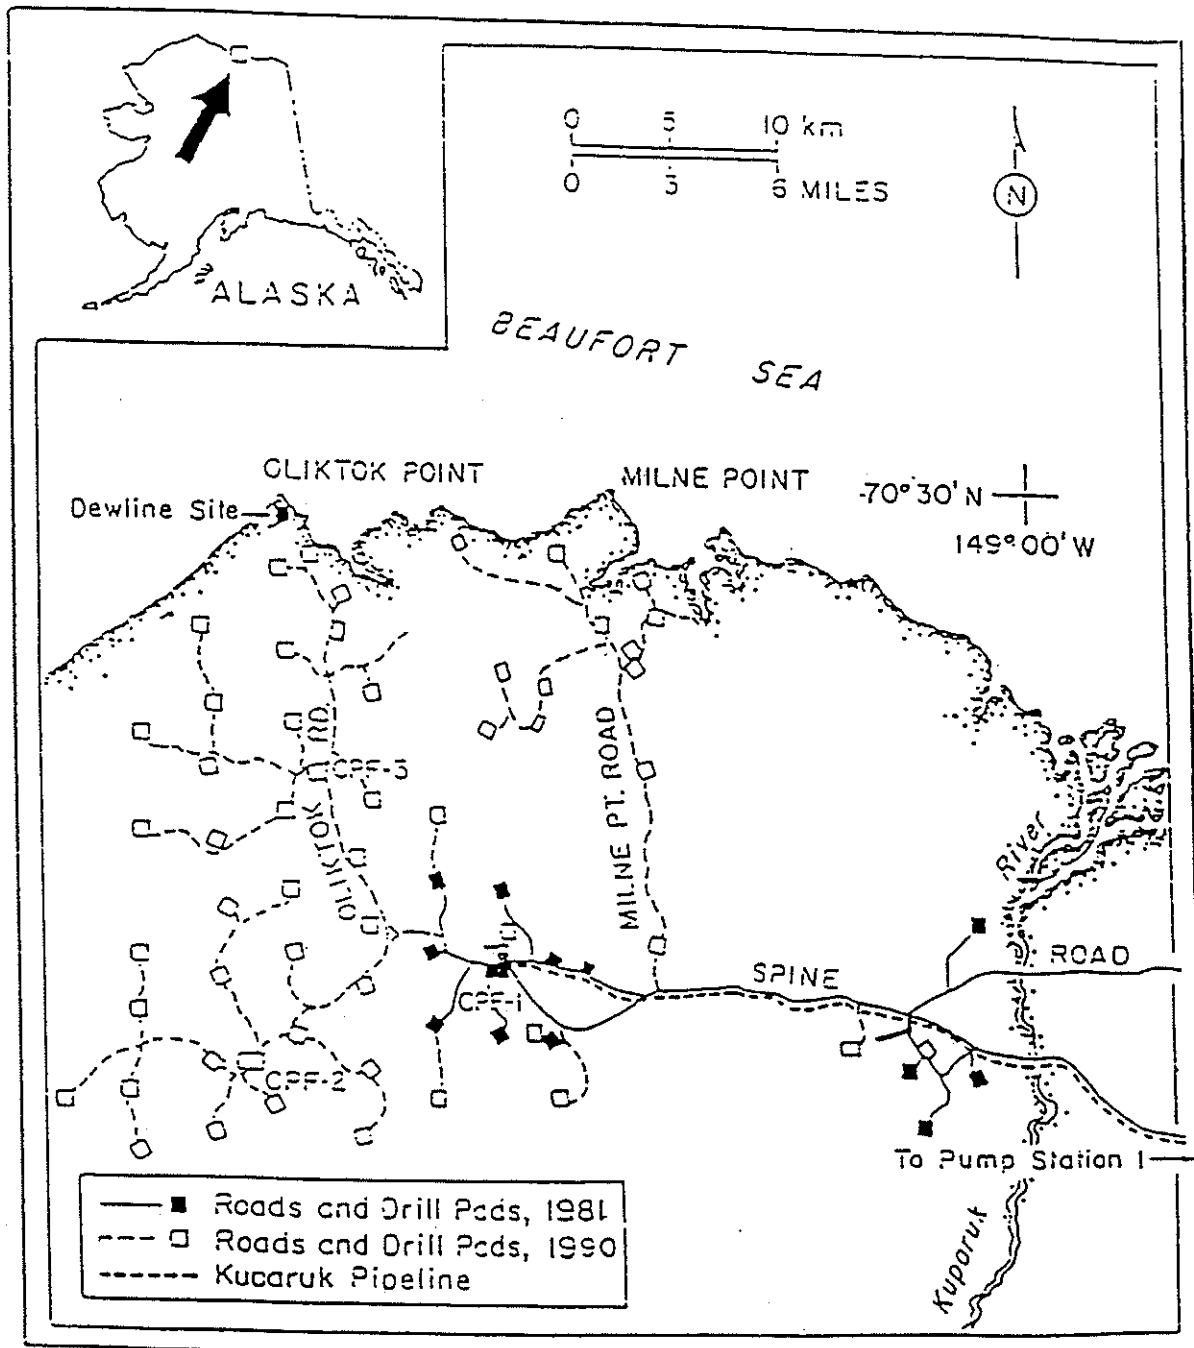 ALASKA
0 5 10 km
0 3 6 MILES
N
BEAUFORT SEA
OLIKTOK POINT
MILNE POINT
70°30'N
149°00'W
Dewline Site
OLIKTOK RD.
CPF-3
MILNE PT. ROAD
River
SPINE
ROAD
CPF-1
CPF-2
To Pump Station 1
Roads and Drill Pads, 1981
Roads and Drill Pads, 1990
Kuparuk Pipeline
Kuparuk